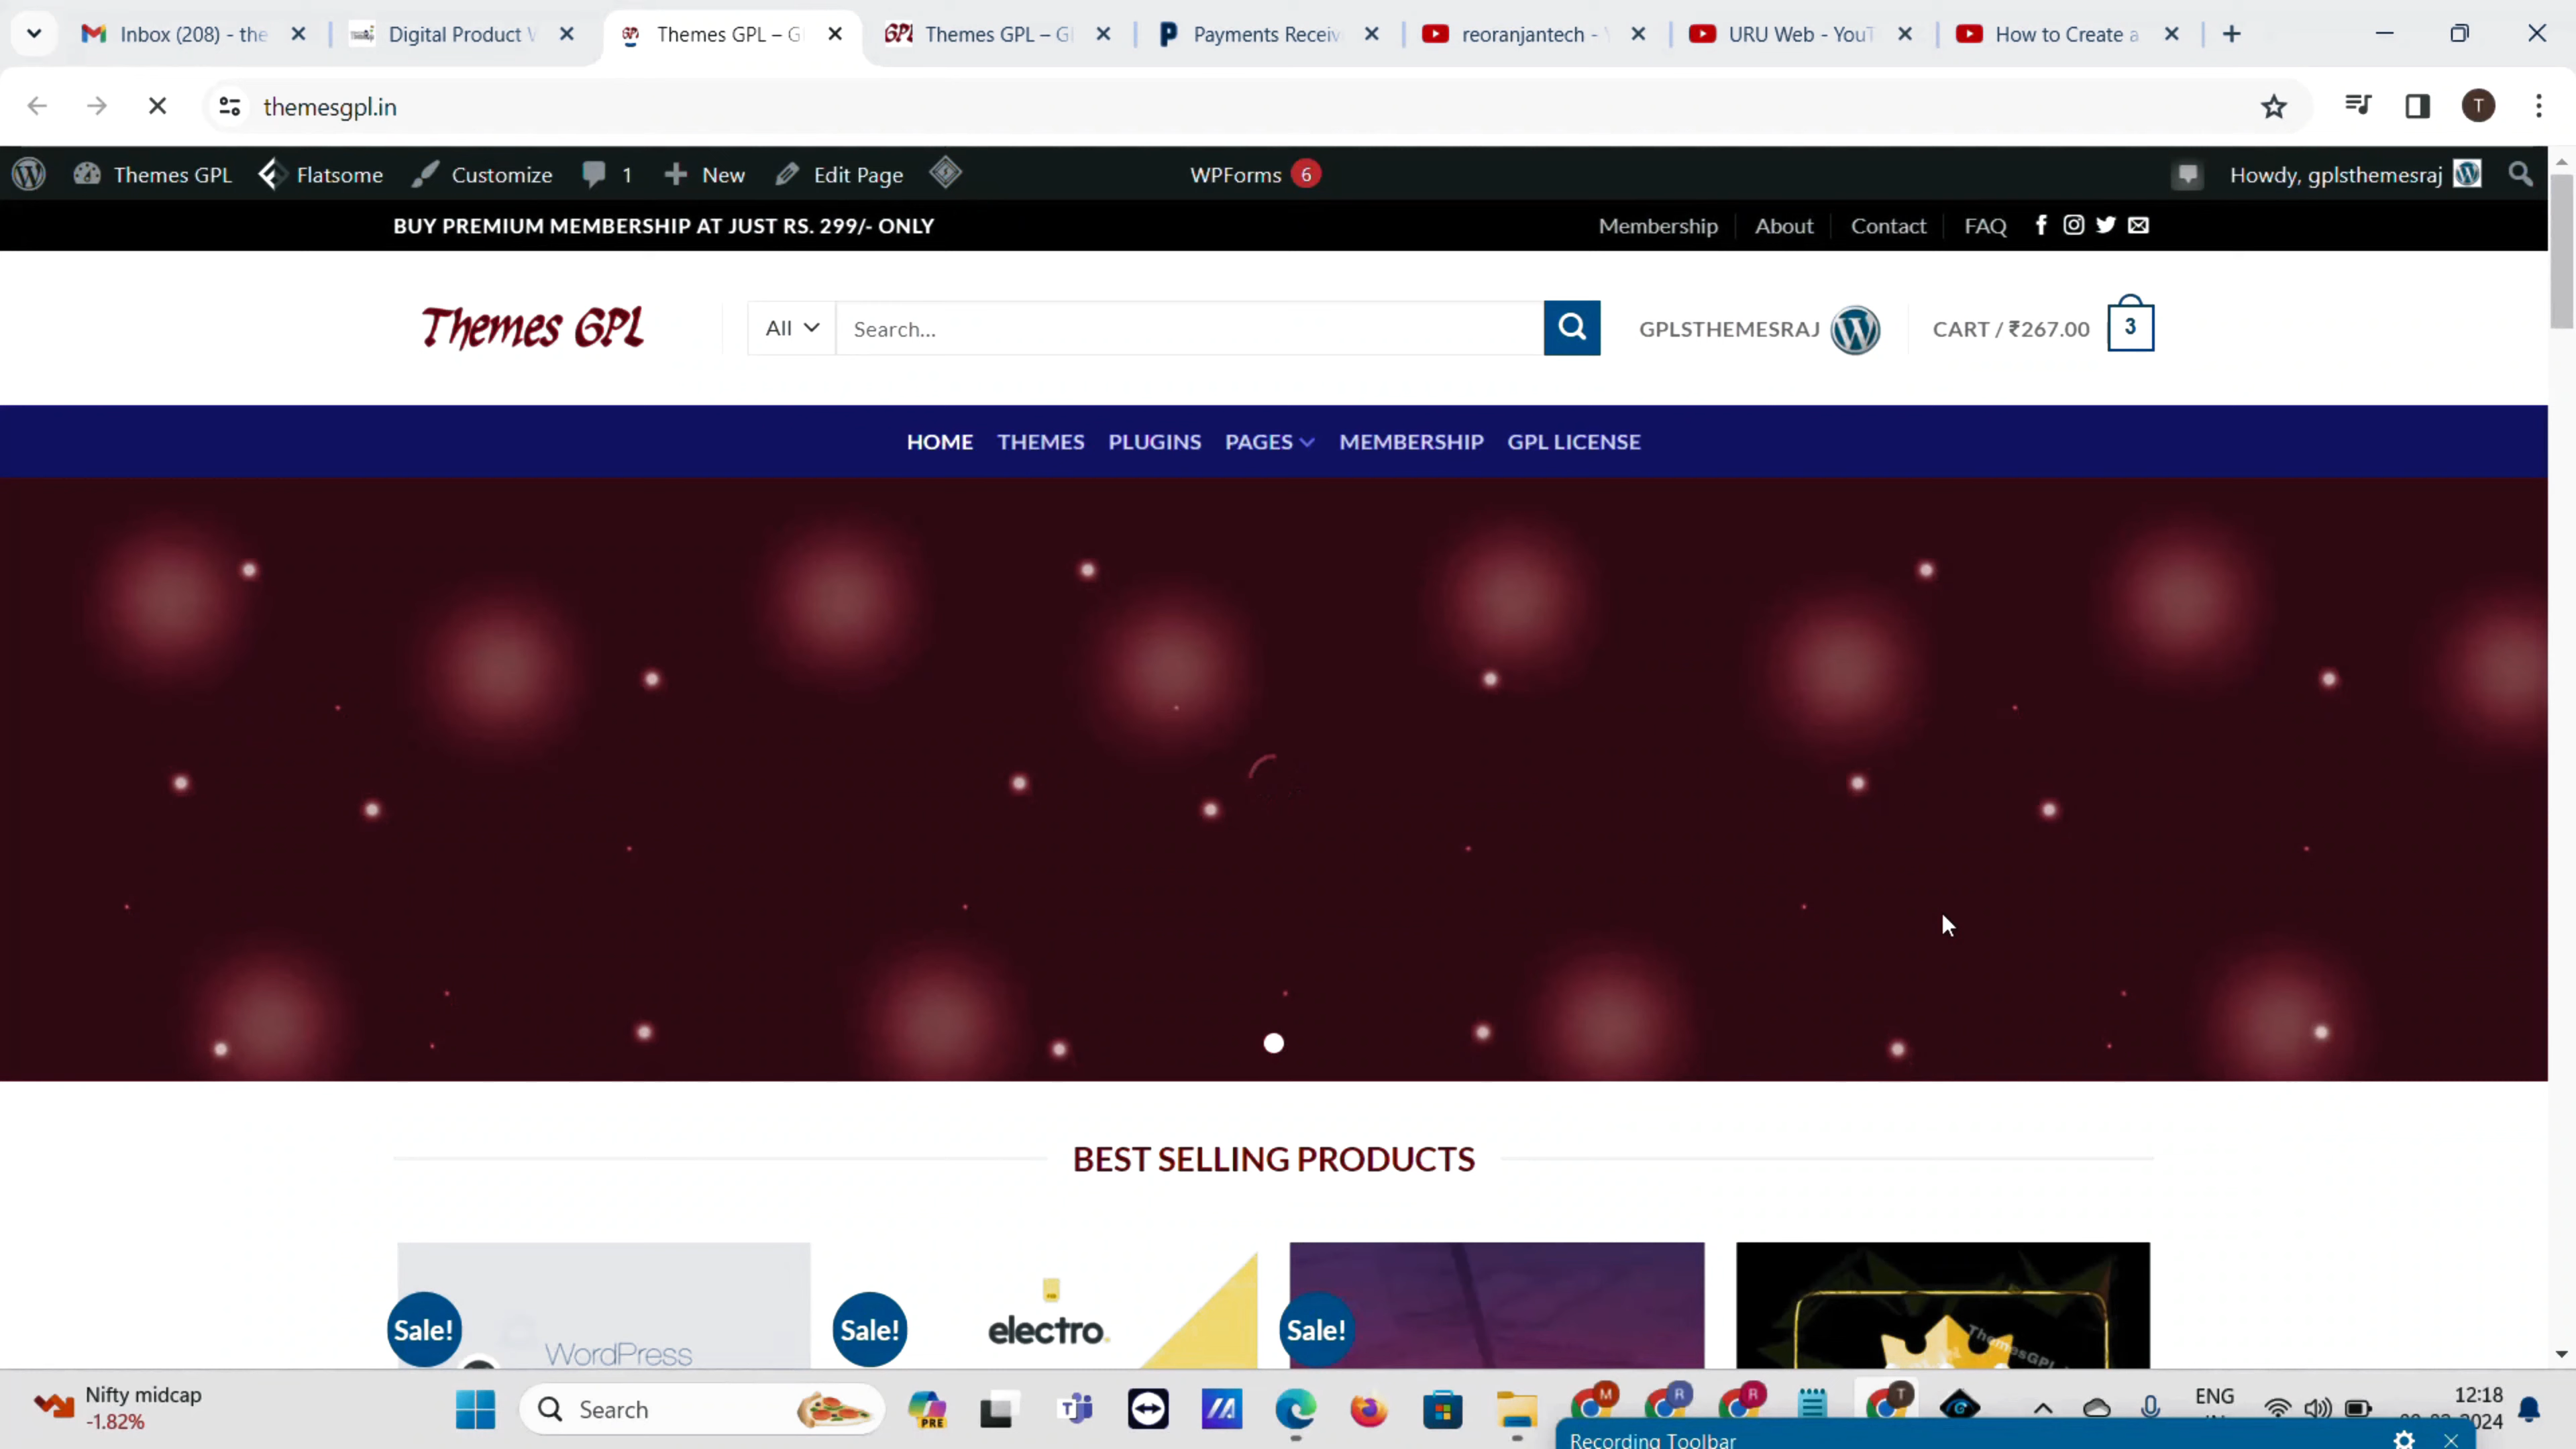 Inbox (208) - the
Digital Product
Themes GPL – G
Themes GPL – G
Payments Receiv
reoranjantech -
URU Web - YouT
How to Create a
themesgpl.in
T
Themes GPL
Flatsome
Customize
1
New
Edit Page
WPForms 6
Howdy, gplsthemesraj
BUY PREMIUM MEMBERSHIP AT JUST RS. 299/- ONLY
Membership
About
Contact
FAQ
Themes GPL
All
Search...
GPLSTHEMESRAJ
CART / ₹267.00
3
HOME
THEMES
PLUGINS
PAGES
MEMBERSHIP
GPL LICENSE
BEST SELLING PRODUCTS
Sale!
WordPress
Sale!
electro.
Sale!
ThemesGPL
Nifty midcap
-1.82%
Search
PRE
M
R
R
T
ENG
12:18
2024
Recording Toolbar